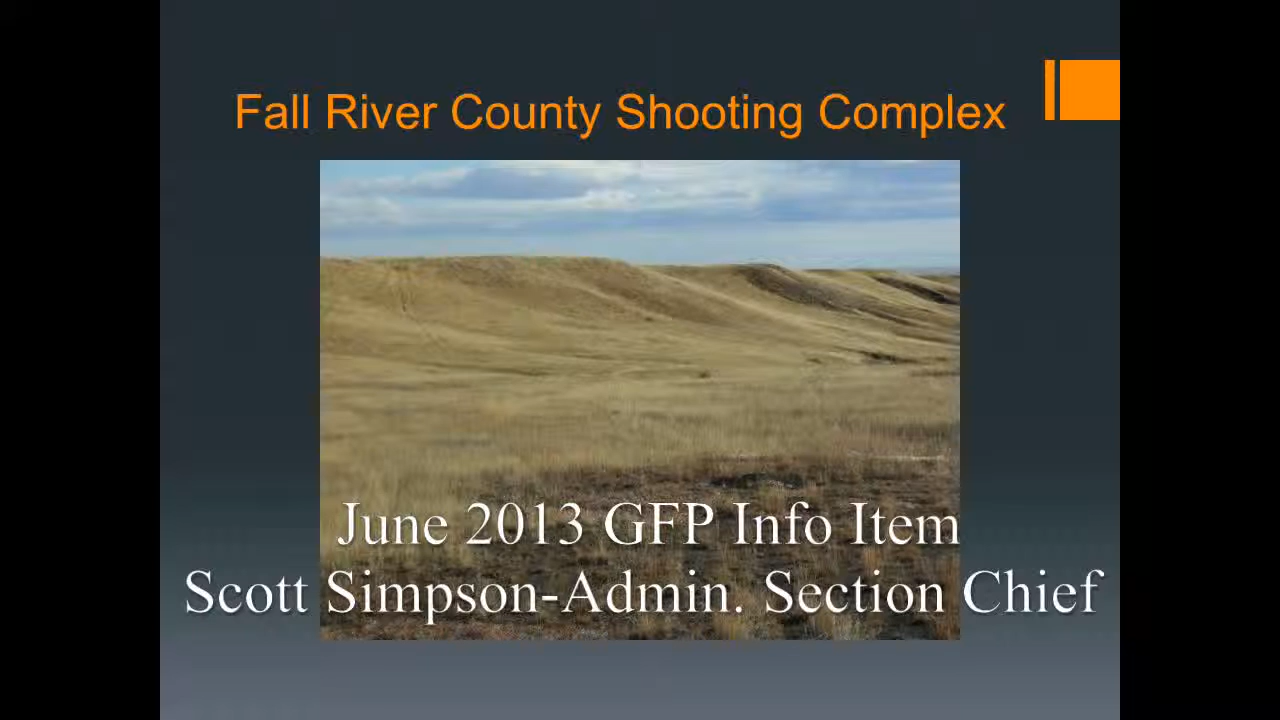 Fall River County Shooting Complex
June 2013 GFP Info Item
Scott Simpson-Admin. Section Chief